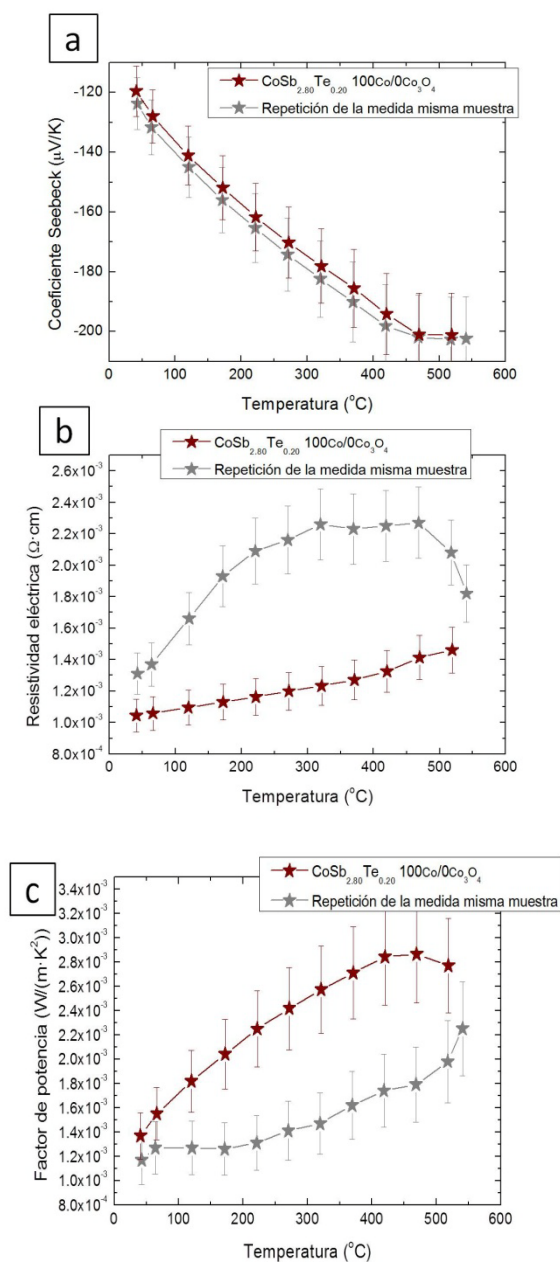 a
CoSb2.80Te0.20 100Co/0Co3O4
Repetición de la medida misma muestra
Coeficiente Seebeck (μV/K)
-120
-140
-160
-180
-200
0 100 200 300 400 500 600
Temperatura (oC)
b
CoSb2.80Te0.20 100Co/0Co3O4
Repetición de la medida misma muestra
Resistividad eléctrica (Ω·cm)
2.6x10-3
2.4x10-3
2.2x10-3
2.0x10-3
1.8x10-3
1.6x10-3
1.4x10-3
1.2x10-3
1.0x10-3
8.0x10-4
0 100 200 300 400 500 600
Temperatura (oC)
c
CoSb2.80Te0.20 100Co/0Co3O4
Repetición de la medida misma muestra
Factor de potencia (W/(m·K2))
3.4x10-3
3.2x10-3
3.0x10-3
2.8x10-3
2.6x10-3
2.4x10-3
2.2x10-3
2.0x10-3
1.8x10-3
1.6x10-3
1.4x10-3
1.2x10-3
1.0x10-3
8.0x10-4
0 100 200 300 400 500 600
Temperatura (oC)